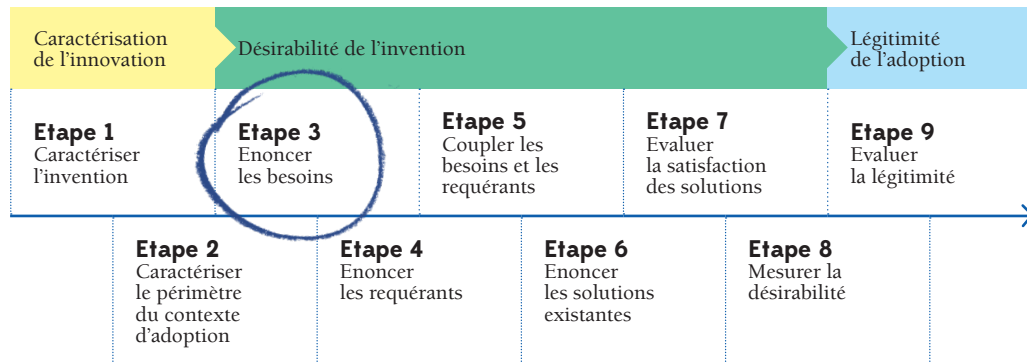 Caractérisation
de l'innovation
Désirabilité de l'invention
Légitimité
de l'adoption
Etape 1
Caractériser
l'invention
Etape 3
Enoncer
les besoins
Etape 5
Coupler les
besoins et les
requérants
Etape 7
Evaluer
la satisfaction
des solutions
Etape 9
Evaluer
la légitimité
Etape 2
Caractériser
le périmètre
du contexte
d'adoption
Etape 4
Enoncer
les requérants
Etape 6
Enoncer
les solutions
existantes
Etape 8
Mesurer la
désirabilité